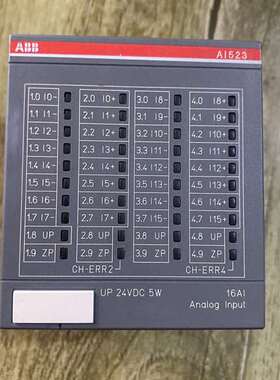 ABB AI523
1.0 I0- 2.0 I0+ 3.0 I8- 4.0 I8+
1.1 I1- 2.1 I1+ 3.1 I9- 4.1 I9+
1.2 I2- 2.2 I2+ 3.2 I10- 4.2 I10+
1.3 I3- 2.3 I3+ 3.3 I11- 4.3 I11+
1.4 I4- 2.4 I4+ 3.4 I12- 4.4 I12+
1.5 I5- 2.5 I5+ 3.5 I13- 4.5 I13+
1.6 I6- 2.6 I6+ 3.6 I14- 4.6 I14+
1.7 I7- 2.7 I7+ 3.7 I15- 4.7 I15+
1.8 UP 2.8 UP 3.8 UP 4.8 UP
1.9 ZP 2.9 ZP 3.9 ZP 4.9 ZP
CH-ERR2 CH-ERR4
UP 24VDC 5W 16AI
Analog Input